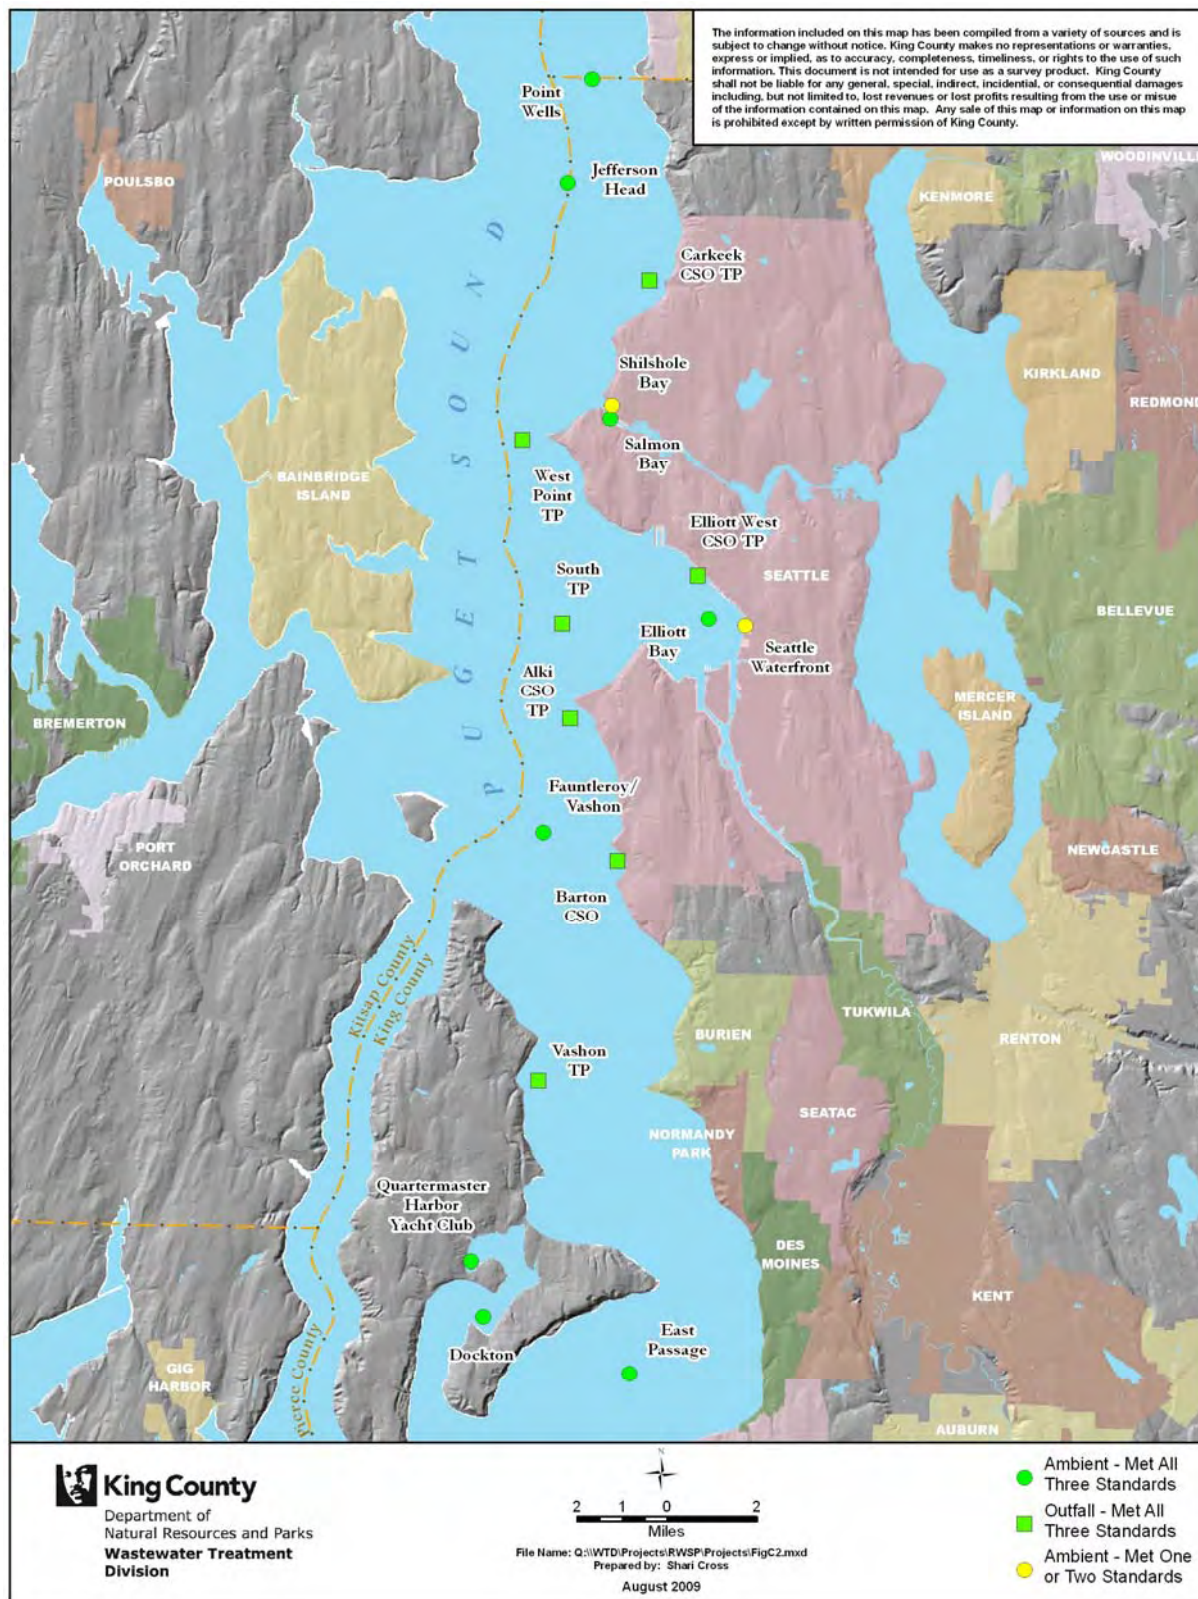 The information included on this map has been compiled from a variety of sources and is
subject to change without notice. King County makes no representations or warranties,
express or implied, as to accuracy, completeness, timeliness, or rights to the use of such
information. This document is not intended for use as a survey product. King County
shall not be liable for any general, special, indirect, incidental, or consequential damages
including, but not limited to, lost revenues or lost profits resulting from the use or misue
of the information contained on this map. Any sale of this map or information on this map
is prohibited except by written permission of King County.
Point
Wells
WOODINVILLE
POULSBO
Jefferson
Head
KENMORE
Carkeek
CSO TP
PUGET SOUND
Shilshole
Bay
KIRKLAND
REDMOND
Salmon
Bay
BAINBRIDGE
ISLAND
West
Point
TP
Elliott West
CSO TP
South
TP
SEATTLE
BELLEVUE
Elliott
Bay
Seattle
Waterfront
Alki
CSO
TP
MERCER
ISLAND
BREMERTON
Fauntleroy/
Vashon
PORT
ORCHARD
NEWCASTLE
Barton
CSO
Kitsap County
King County
TUKWILA
BURIEN
RENTON
Vashon
TP
SEATAC
NORMANDY
PARK
Quartermaster
Harbor
Yacht Club
DES
MOINES
KENT
East
Passage
Dockton
Pierce County
GIG
HARBOR
AUBURN
King County
Department of
Natural Resources and Parks
Wastewater Treatment
Division
N
2 1 0 2
Miles
File Name: Q:\\WTD\Projects\RWSP\Projects\FigC2.mxd
Prepared by: Shari Cross
August 2009
Ambient - Met All
Three Standards
Outfall - Met All
Three Standards
Ambient - Met One
or Two Standards